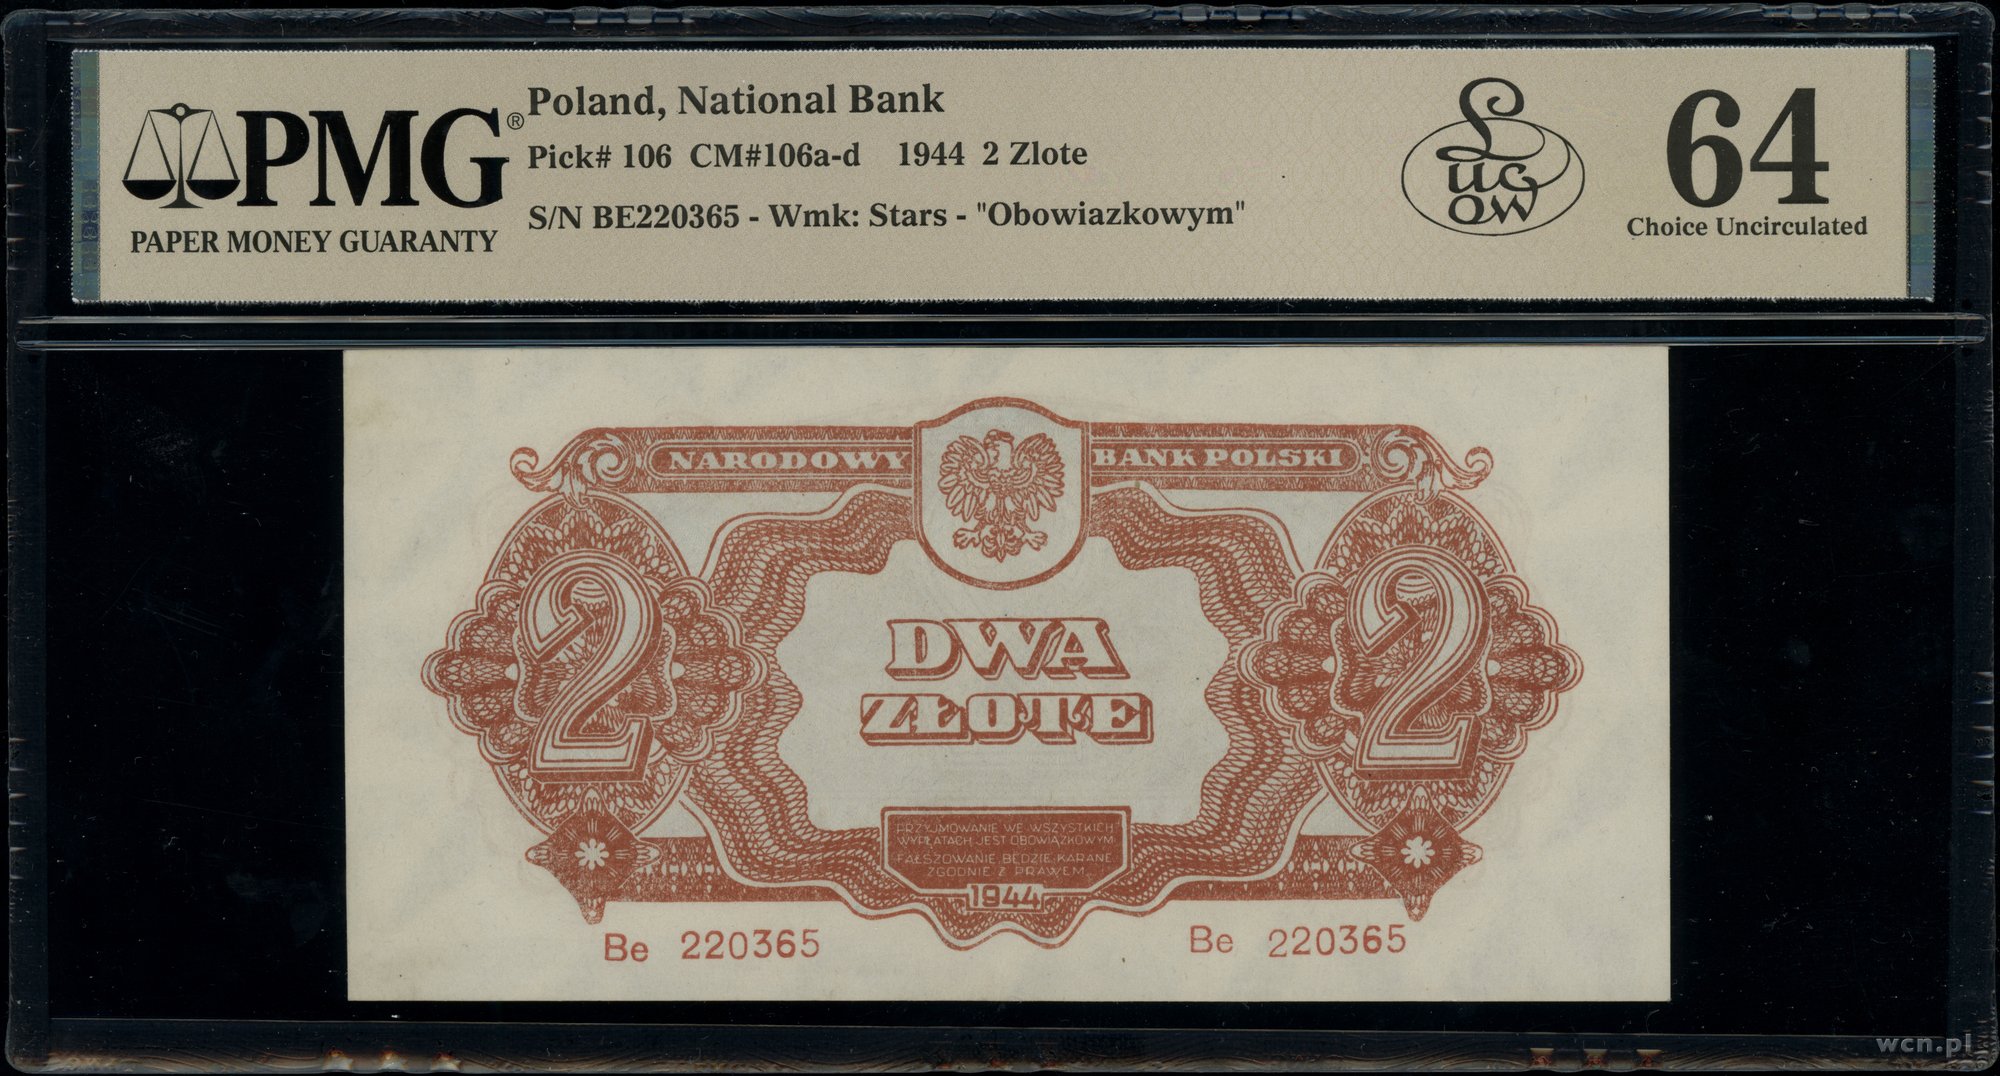 PMG®
PAPER MONEY GUARANTY
Poland, National Bank
Pick# 106 CM#106a-d 1944 2 Zlote
S/N BE220365 - Wmk: Stars - "Obowiazkowym"
Lucow
64
Choice Uncirculated
NARODOWY BANK POLSKI
2 2
DWA
ZŁOTE
PRZYJMOWANIE WE WSZYSTKICH
WYPŁATACH JEST OBOWIĄZKOWYM
FAŁSZOWANIE BĘDZIE KARANE
ZGODNIE Z PRAWEM
1944
Be 220365 Be 220365
wcn.pl